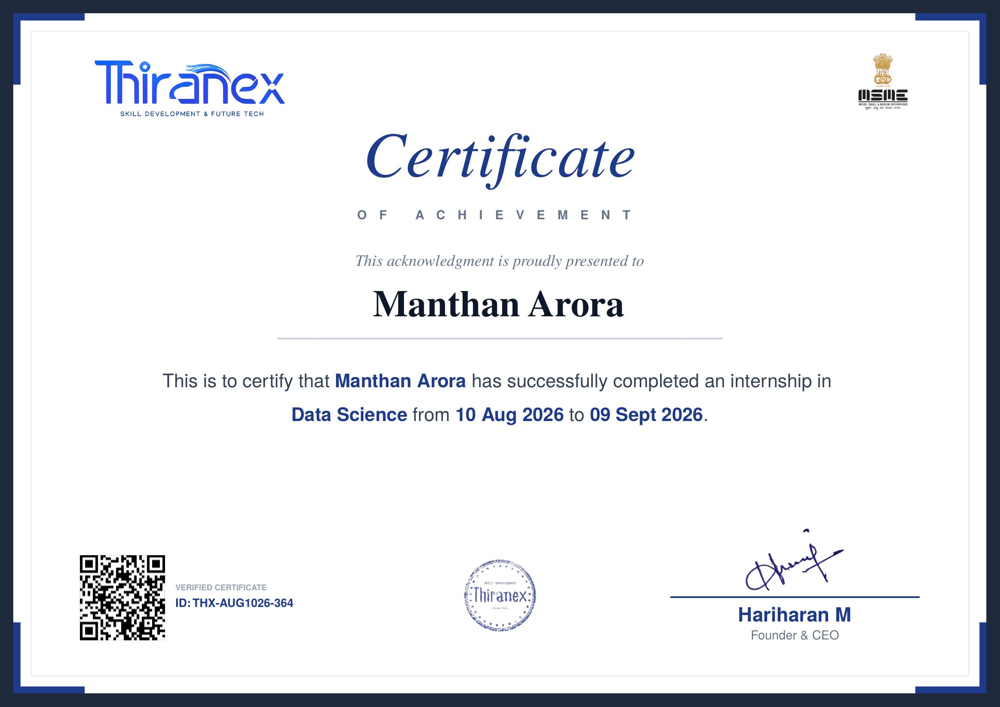 Thiranex
SKILL DEVELOPMENT & FUTURE TECH
सत्यमेव जयते
MSME
MICRO, SMALL & MEDIUM ENTERPRISES
सूक्ष्म, लघु एवं मध्यम उद्यम
Certificate
OF ACHIEVEMENT
This acknowledgment is proudly presented to
Manthan Arora
This is to certify that Manthan Arora has successfully completed an internship in
Data Science from 10 Aug 2026 to 09 Sept 2026.
VERIFIED CERTIFICATE
ID: THX-AUG1026-364
Skill Development
Thiranex
Future Tech
Hariharan M
Founder & CEO